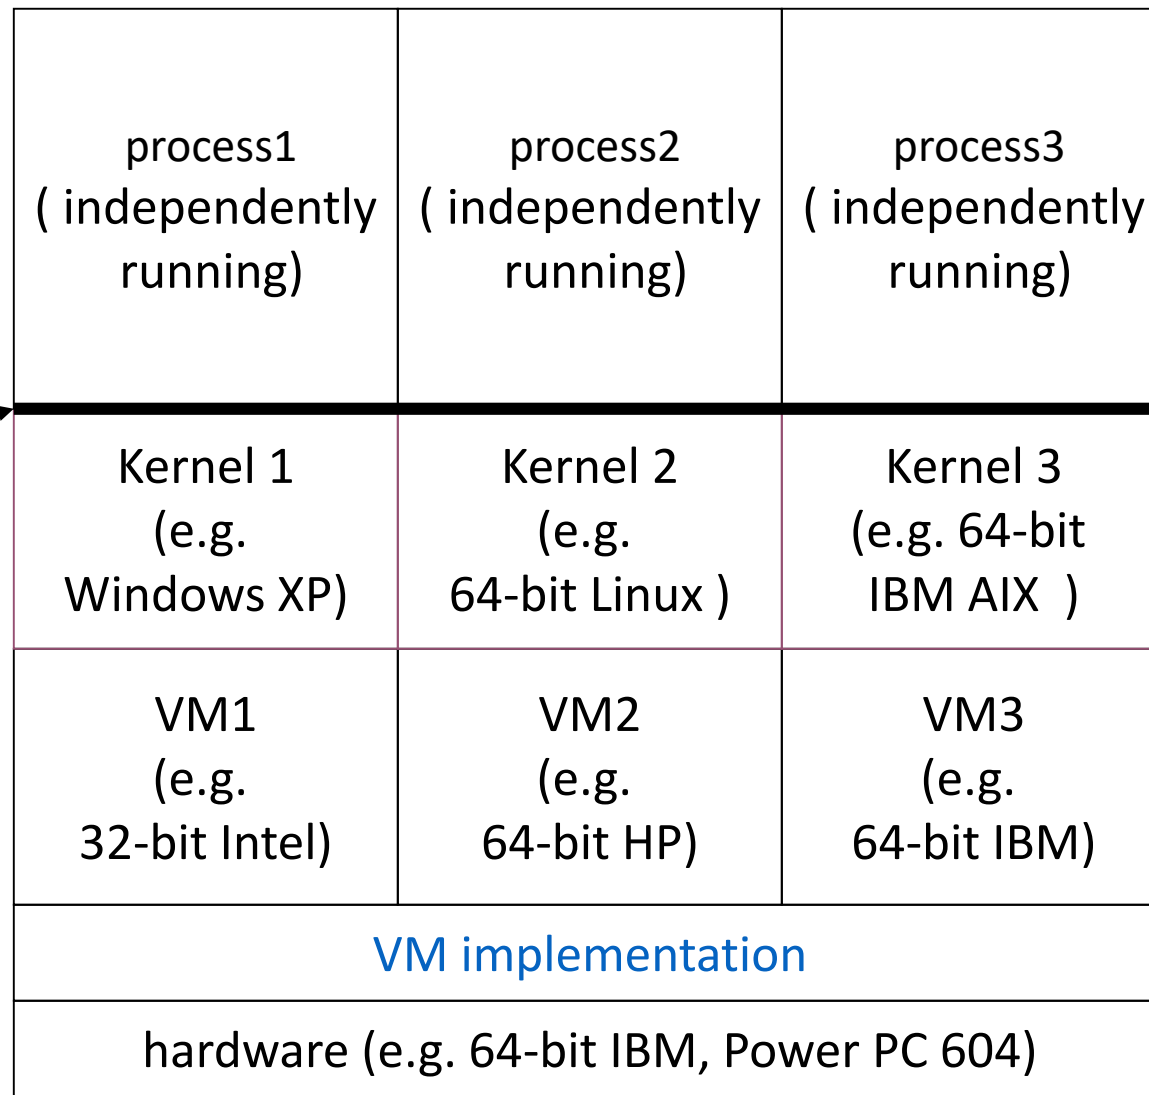 process1
( independently
running)
process2
( independently
running)
process3
( independently
running)
Kernel 1
(e.g.
Windows XP)
Kernel 2
(e.g.
64-bit Linux )
Kernel 3
(e.g. 64-bit
IBM AIX  )
VM1
(e.g.
32-bit Intel)
VM2
(e.g.
64-bit HP)
VM3
(e.g.
64-bit IBM)
VM implementation
hardware (e.g. 64-bit IBM, Power PC 604)